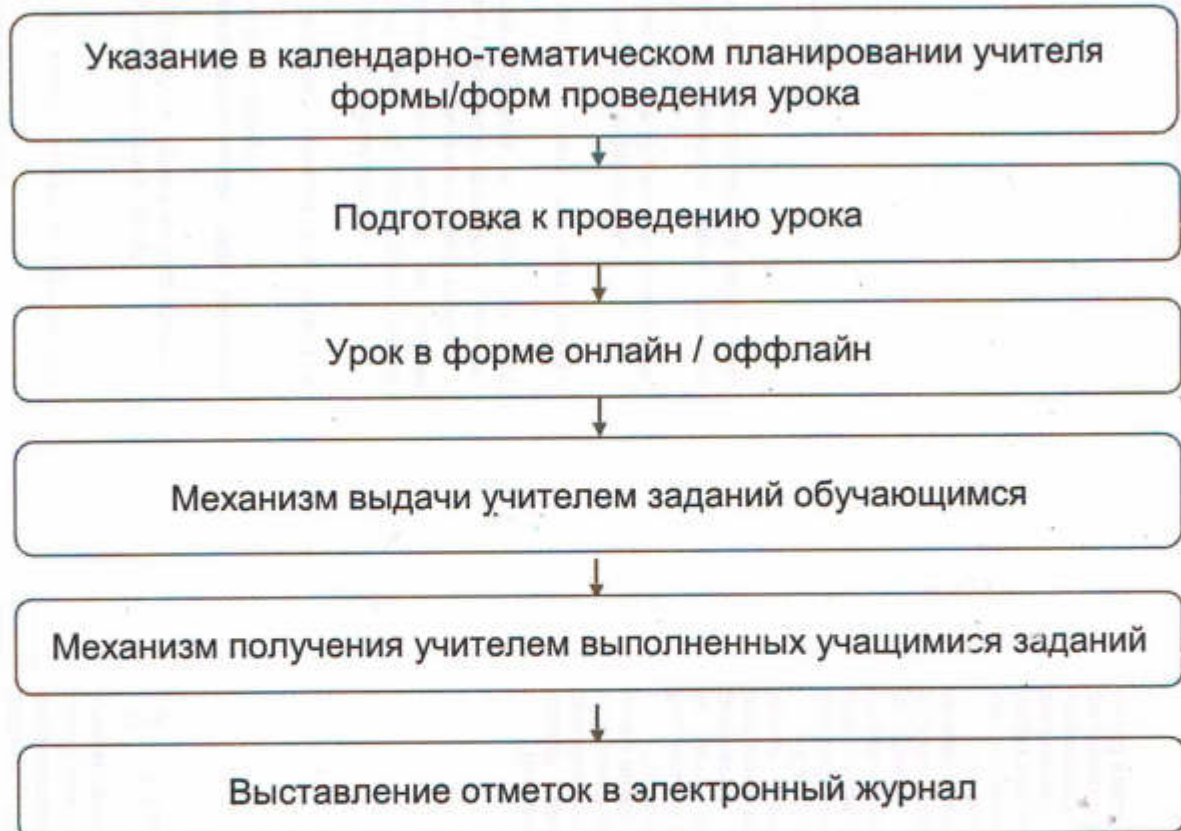 Указание в календарно-тематическом планировании учителя
формы/форм проведения урока
Подготовка к проведению урока
Урок в форме онлайн / оффлайн
Механизм выдачи учителем заданий обучающимся
Механизм получения учителем выполненных учащимися заданий
Выставление отметок в электронный журнал